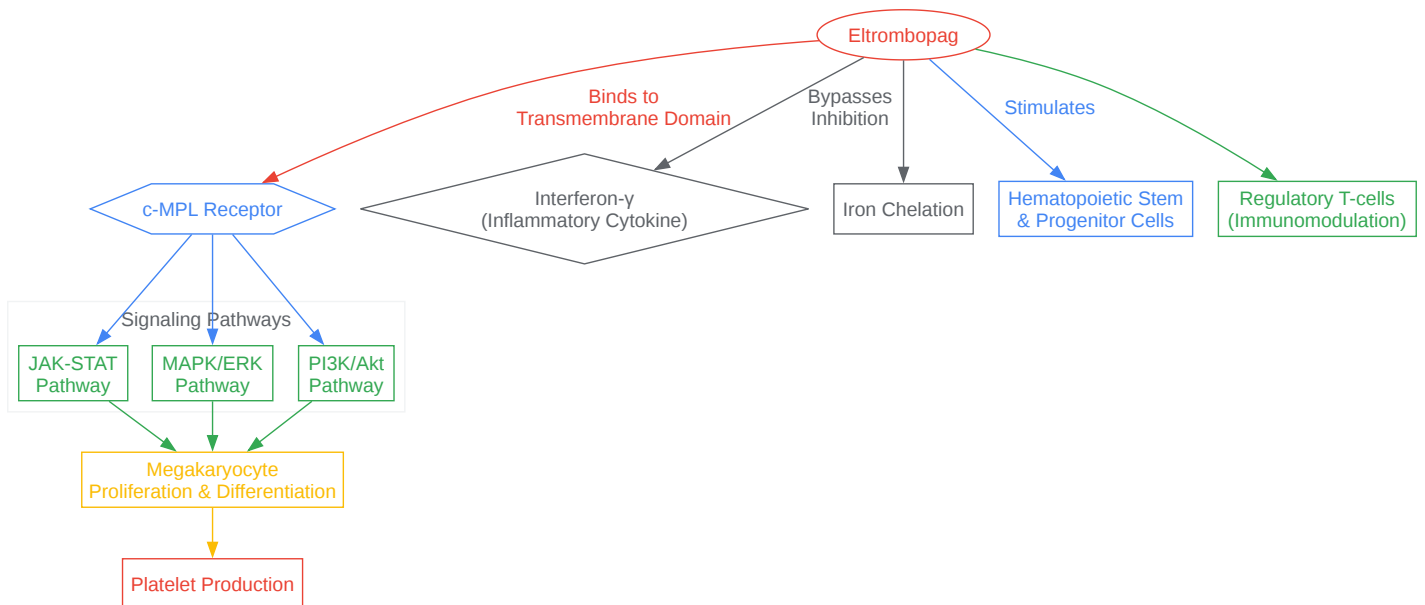 Eltrombopag
Binds to
Transmembrane Domain
Bypasses
Inhibition
Stimulates
c-MPL Receptor
Interferon-γ
(Inflammatory Cytokine)
Iron Chelation
Hematopoietic Stem
& Progenitor Cells
Regulatory T-cells
(Immunomodulation)
Signaling Pathways
JAK-STAT
Pathway
MAPK/ERK
Pathway
PI3K/Akt
Pathway
Megakaryocyte
Proliferation & Differentiation
Platelet Production